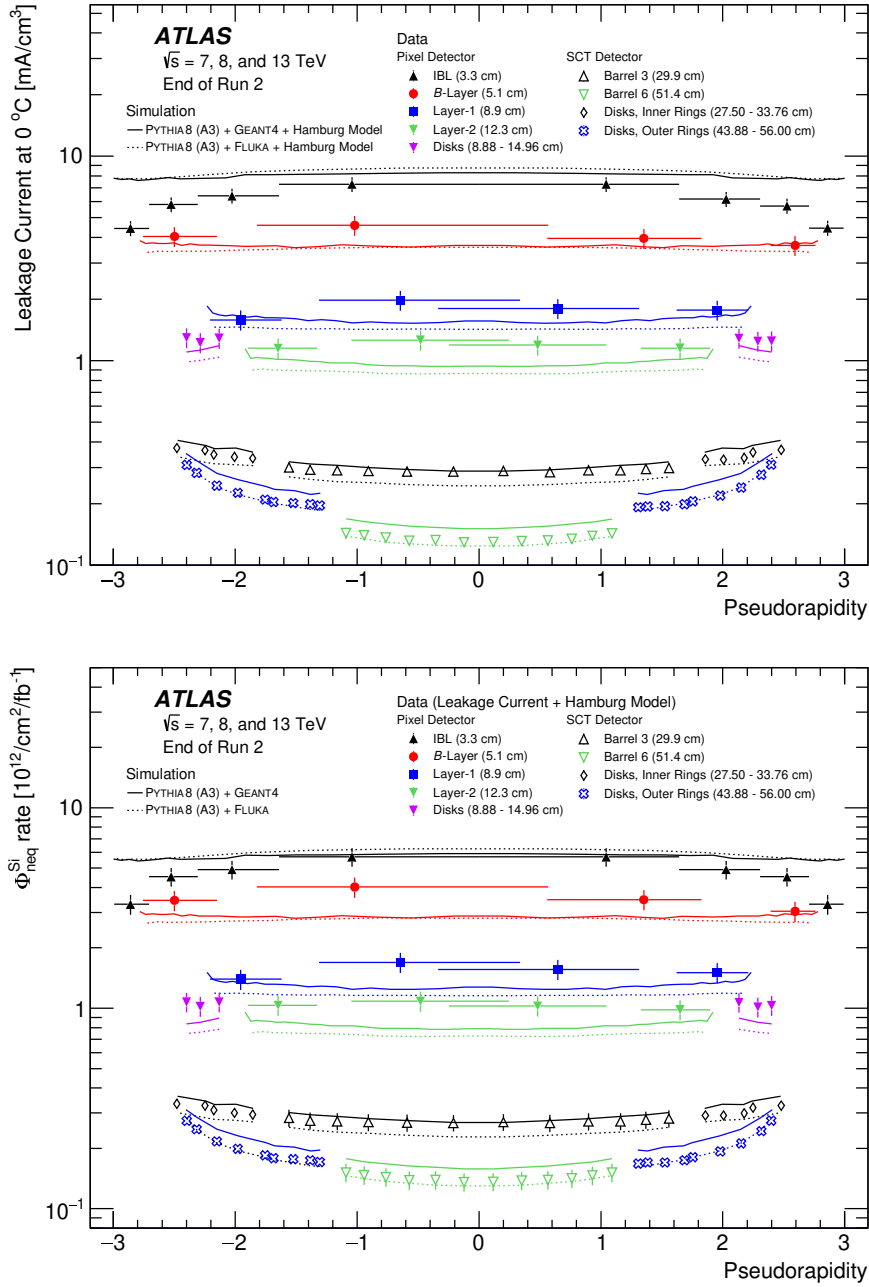 Leakage Current at 0 °C [mA/cm3]
ATLAS
√s = 7, 8, and 13 TeV
End of Run 2
Simulation
PYTHIA8 (A3) + GEANT4 + Hamburg Model
PYTHIA8 (A3) + FLUKA + Hamburg Model
Data
Pixel Detector
IBL (3.3 cm)
B-Layer (5.1 cm)
Layer-1 (8.9 cm)
Layer-2 (12.3 cm)
Disks (8.88 - 14.96 cm)
SCT Detector
Barrel 3 (29.9 cm)
Barrel 6 (51.4 cm)
Disks, Inner Rings (27.50 - 33.76 cm)
Disks, Outer Rings (43.88 - 56.00 cm)
10
1
10⁻¹
−3 −2 −1 0 1 2 3
Pseudorapidity
Φ^Si_neq rate [10¹²/cm²/fb⁻¹]
ATLAS
√s = 7, 8, and 13 TeV
End of Run 2
Simulation
PYTHIA8 (A3) + GEANT4
PYTHIA8 (A3) + FLUKA
Data (Leakage Current + Hamburg Model)
Pixel Detector
IBL (3.3 cm)
B-Layer (5.1 cm)
Layer-1 (8.9 cm)
Layer-2 (12.3 cm)
Disks (8.88 - 14.96 cm)
SCT Detector
Barrel 3 (29.9 cm)
Barrel 6 (51.4 cm)
Disks, Inner Rings (27.50 - 33.76 cm)
Disks, Outer Rings (43.88 - 56.00 cm)
10
1
10⁻¹
−3 −2 −1 0 1 2 3
Pseudorapidity